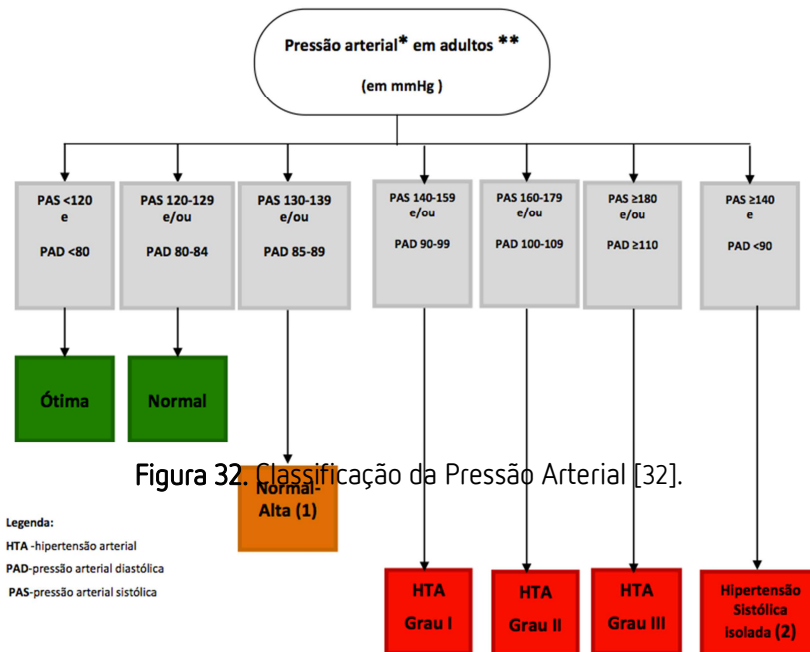 Pressão arterial* em adultos **
(em mmHg )
PAS <120
e
PAD <80
PAS 120-129
e/ou
PAD 80-84
PAS 130-139
e/ou
PAD 85-89
PAS 140-159
e/ou
PAD 90-99
PAS 160-179
e/ou
PAD 100-109
PAS ≥180
e/ou
PAD ≥110
PAS ≥140
e
PAD <90
Ótima
Normal
Figura 32. Classificação da Pressão Arterial [32].
Normal-
Alta (1)
Legenda:
HTA -hipertensão arterial
PAD-pressão arterial diastólica
PAS-pressão arterial sistólica
HTA
Grau I
HTA
Grau II
HTA
Grau III
Hipertensão
Sistólica
isolada (2)